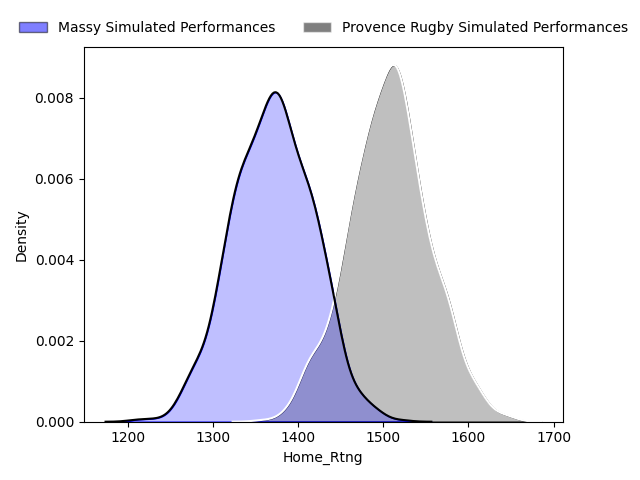 Massy Simulated Performances Provence Rugby Simulated Performances
0.008
0.006
0.004
0.002
0.000
Density
1200 1300 1400 1500 1600 1700
Home_Rtng